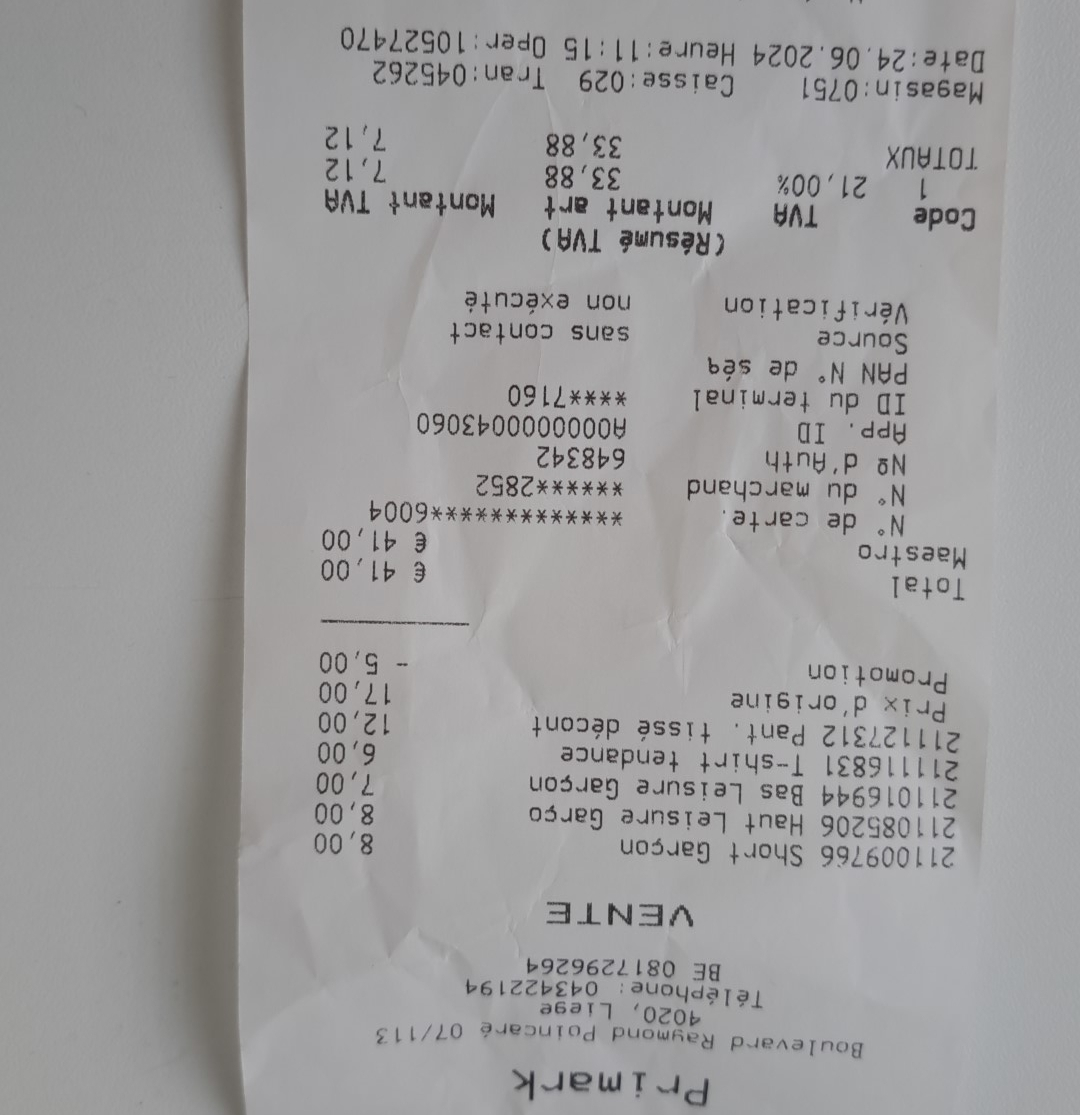 Primark
Boulevard Raymond Poincaré 07/113
4020, Liege
Téléphone: 043422194
BE 0817296264
VENTE
211009766 Short Garçon 8,00
211085206 Haut Leisure Garço 8,00
211016944 Bas Leisure Garçon 7,00
211116831 T-shirt tendance 6,00
211127312 Pant. tissé décont 12,00
Prix d'origine 17,00
Promotion - 5,00
Total € 41,00
Maestro € 41,00
N° de carte. ***************6004
N° du marchand ******2852
Nº d'Auth 648342
App. ID A0000000043060
ID du terminal ****7160
PAN N° de séq
Source sans contact
Vérification non exécuté
(Résumé TVA)
Code TVA Montant art Montant TVA
1 21,00% 33,88 7,12
TOTAUX 33,88 7,12
Magasin:0751 Caisse:029 Tran:045262
Date:24.06.2024 Heure:11:15 Oper:10527470